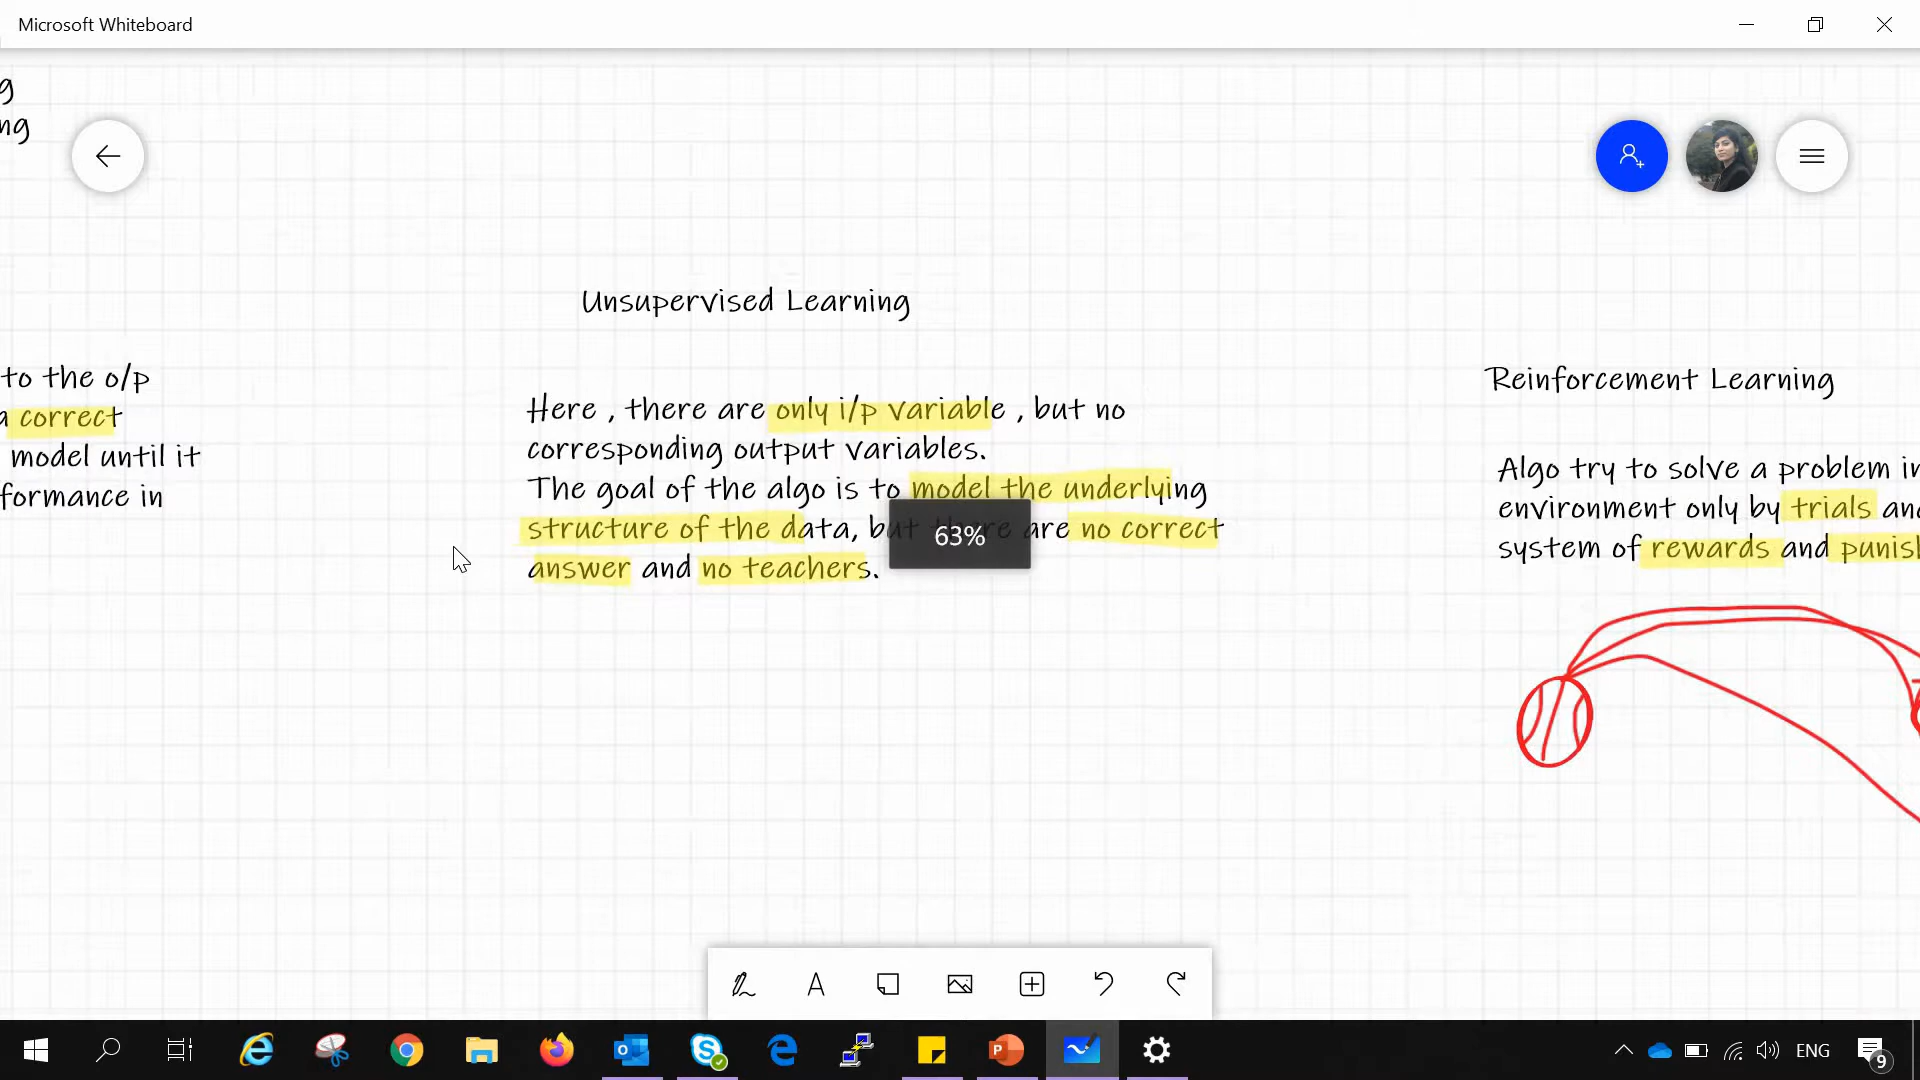 Microsoft Whiteboard
g
ng
Unsupervised Learning
to the o/p
a correct
model until it
formance in
Here , there are only i/p variable , but no
corresponding output variables.
The goal of the algo is to model the underlying
structure of the data, but there are no correct
answer and no teachers.
63%
Reinforcement Learning
Algo try to solve a problem in
environment only by trials and
system of rewards and punish
ENG
9